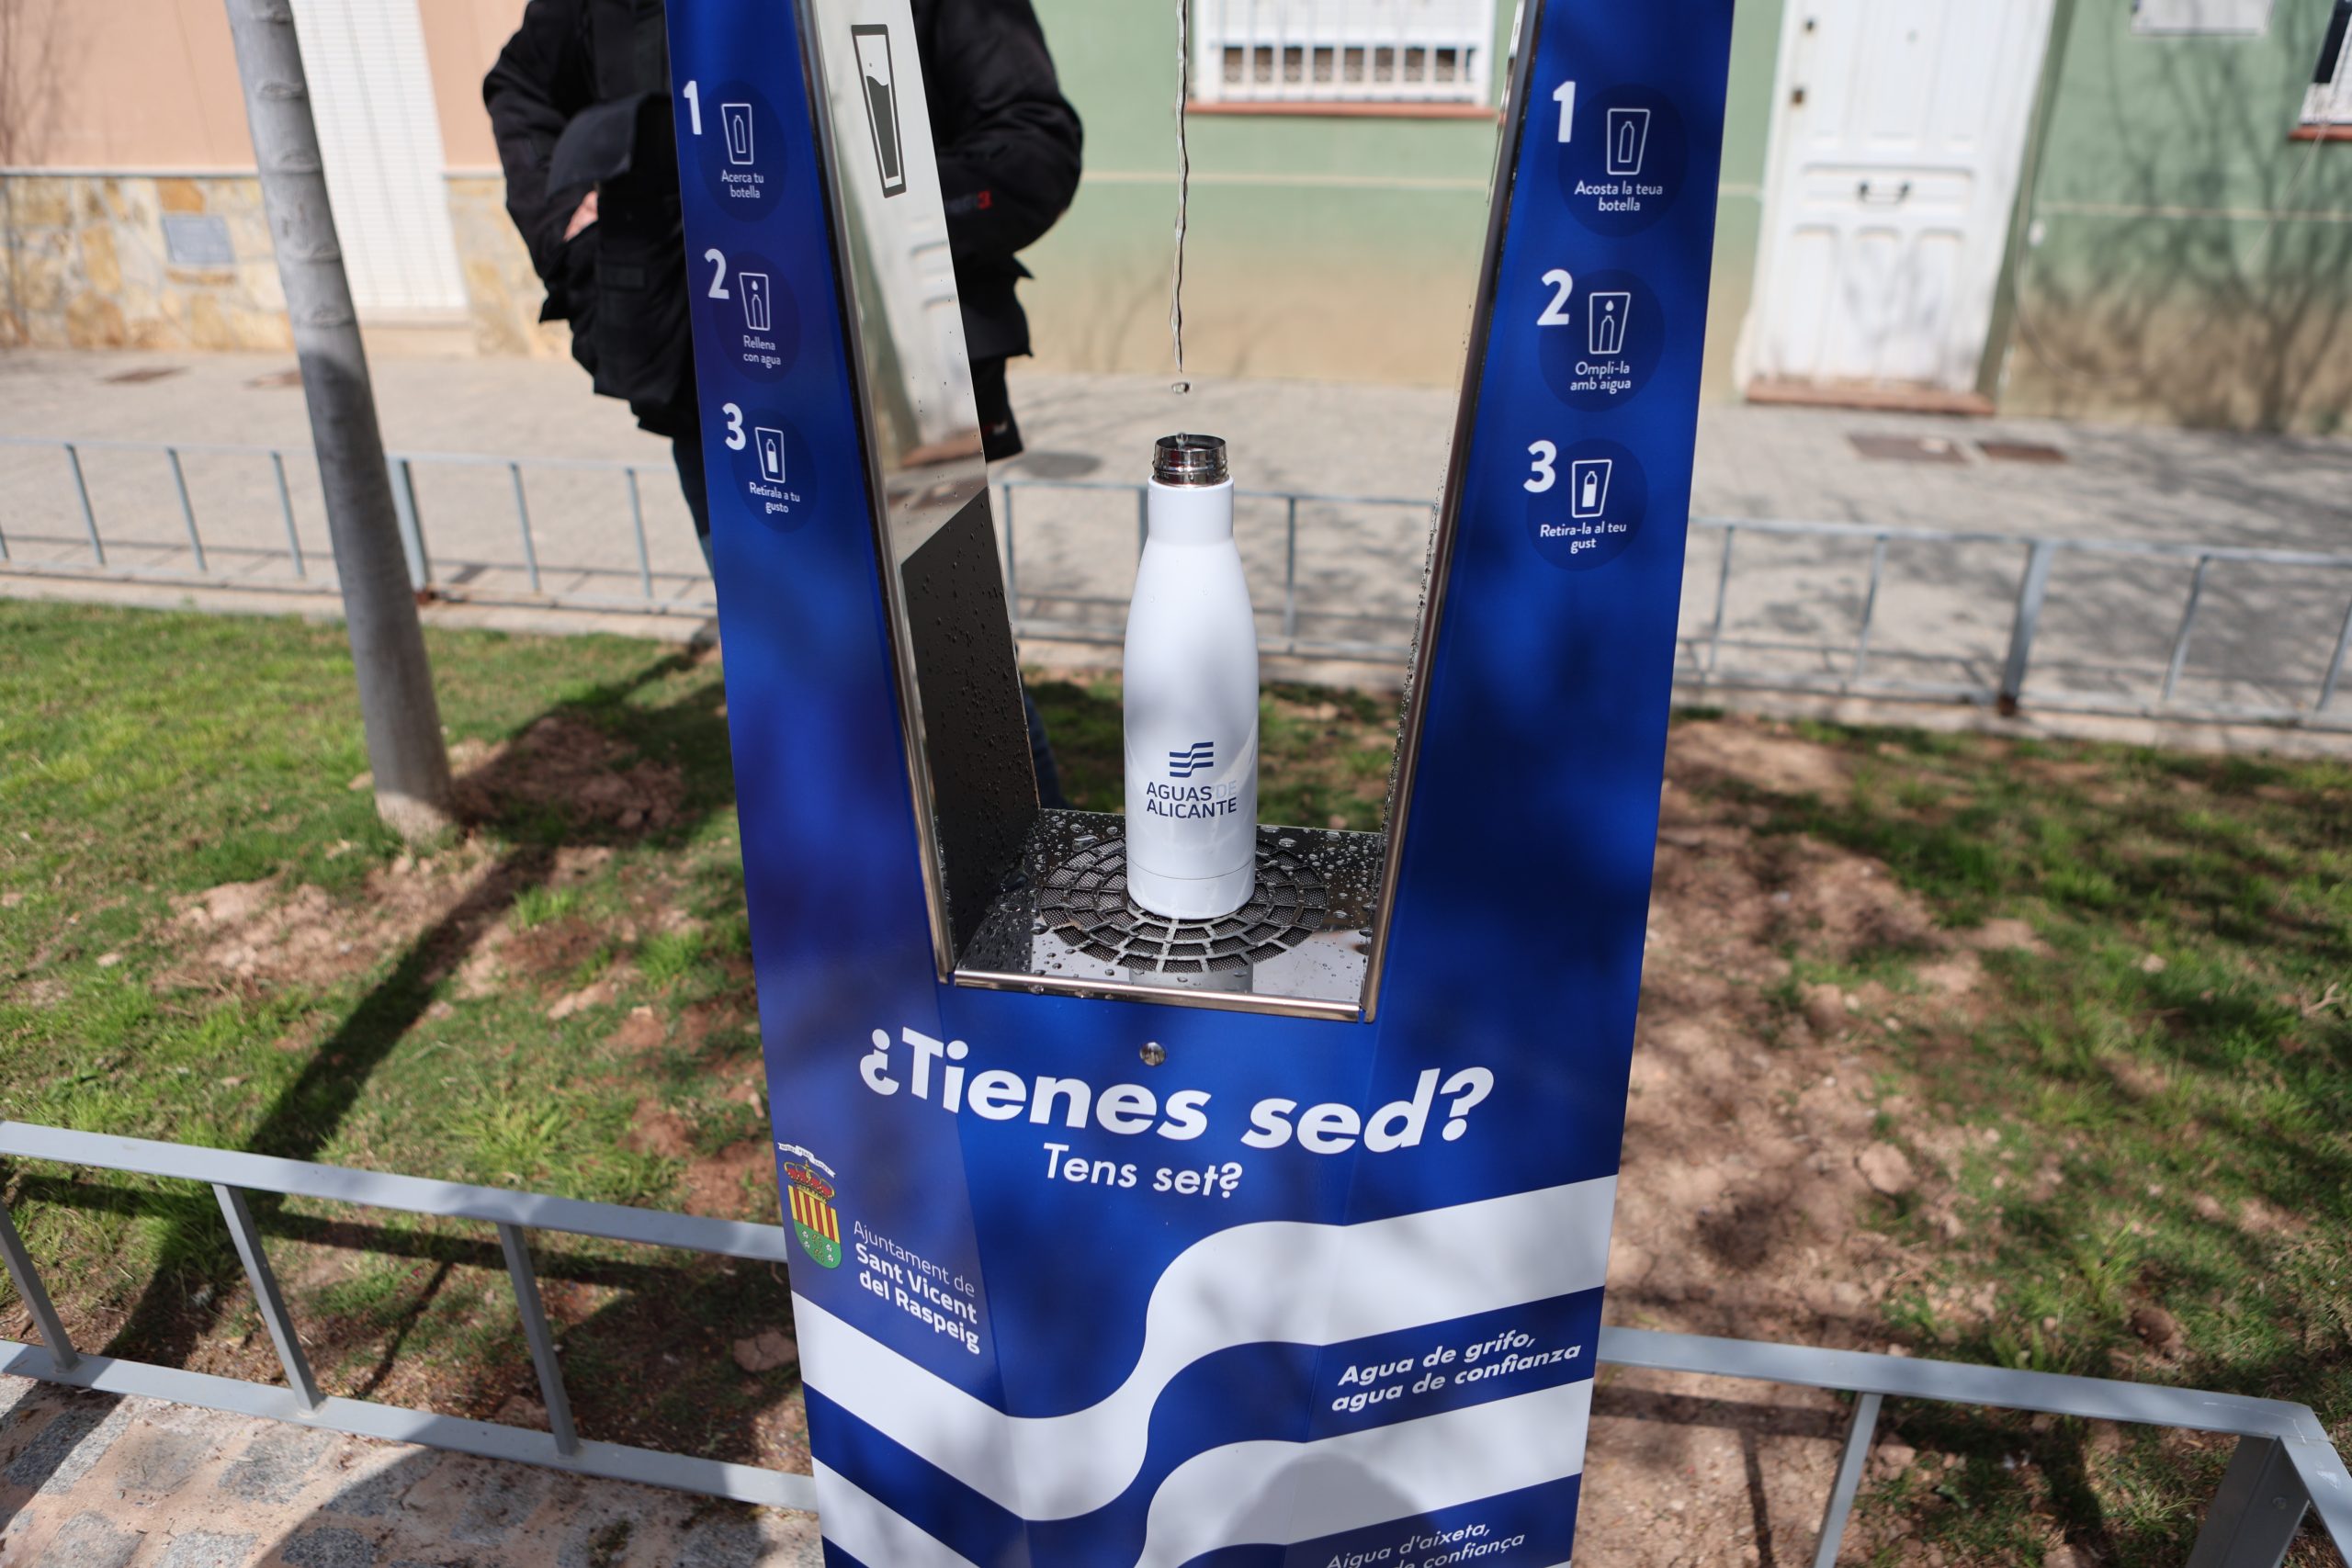 1
Acerca tu
botella
2
Rellena
con agua
3
Retírala a tu
gusto
1
Acosta la teua
botella
2
Ompli-la
amb aigua
3
Retira-la al teu
gust
AGUAS DE
ALICANTE
¿Tienes sed?
Tens set?
Ajuntament de
Sant Vicent
del Raspeig
Agua de grifo,
agua de confianza
Aigua d'aixeta,
de confiança